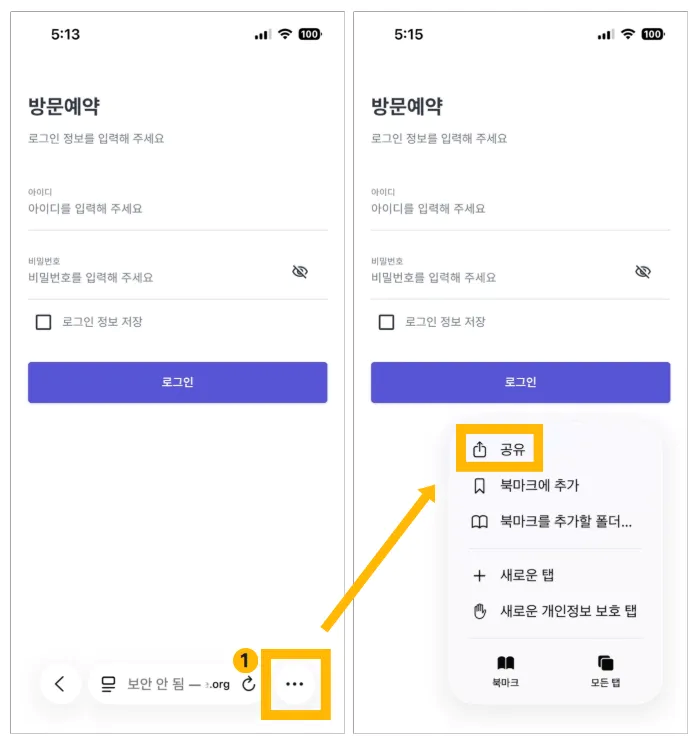 5:13
100
방문예약
로그인 정보를 입력해 주세요
아이디
아이디를 입력해 주세요
비밀번호
비밀번호를 입력해 주세요
로그인 정보 저장
로그인
1
보안 안 됨 — .org
5:15
100
방문예약
로그인 정보를 입력해 주세요
아이디
아이디를 입력해 주세요
비밀번호
비밀번호를 입력해 주세요
로그인 정보 저장
로그인
공유
북마크에 추가
북마크를 추가할 폴더...
새로운 탭
새로운 개인정보 보호 탭
북마크
모든 탭